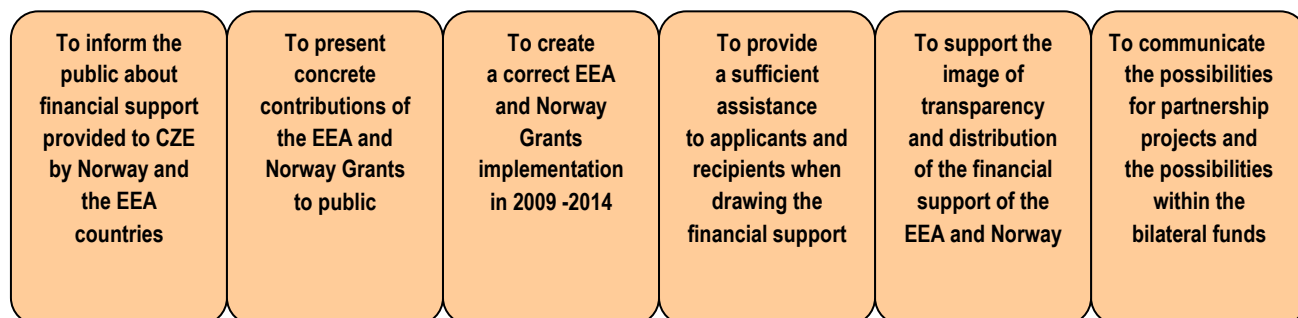 To inform the
public about
financial support
provided to CZE
by Norway and
the EEA
countries
To present
concrete
contributions of
the EEA and
Norway Grants
to public
To create
a correct EEA
and Norway
Grants
implementation
in 2009 -2014
To provide
a sufficient
assistance
to applicants and
recipients when
drawing the
financial support
To support the
image of
transparency
and distribution
of the financial
support of the
EEA and Norway
To communicate
the possibilities
for partnership
projects and
the possibilities
within the
bilateral funds